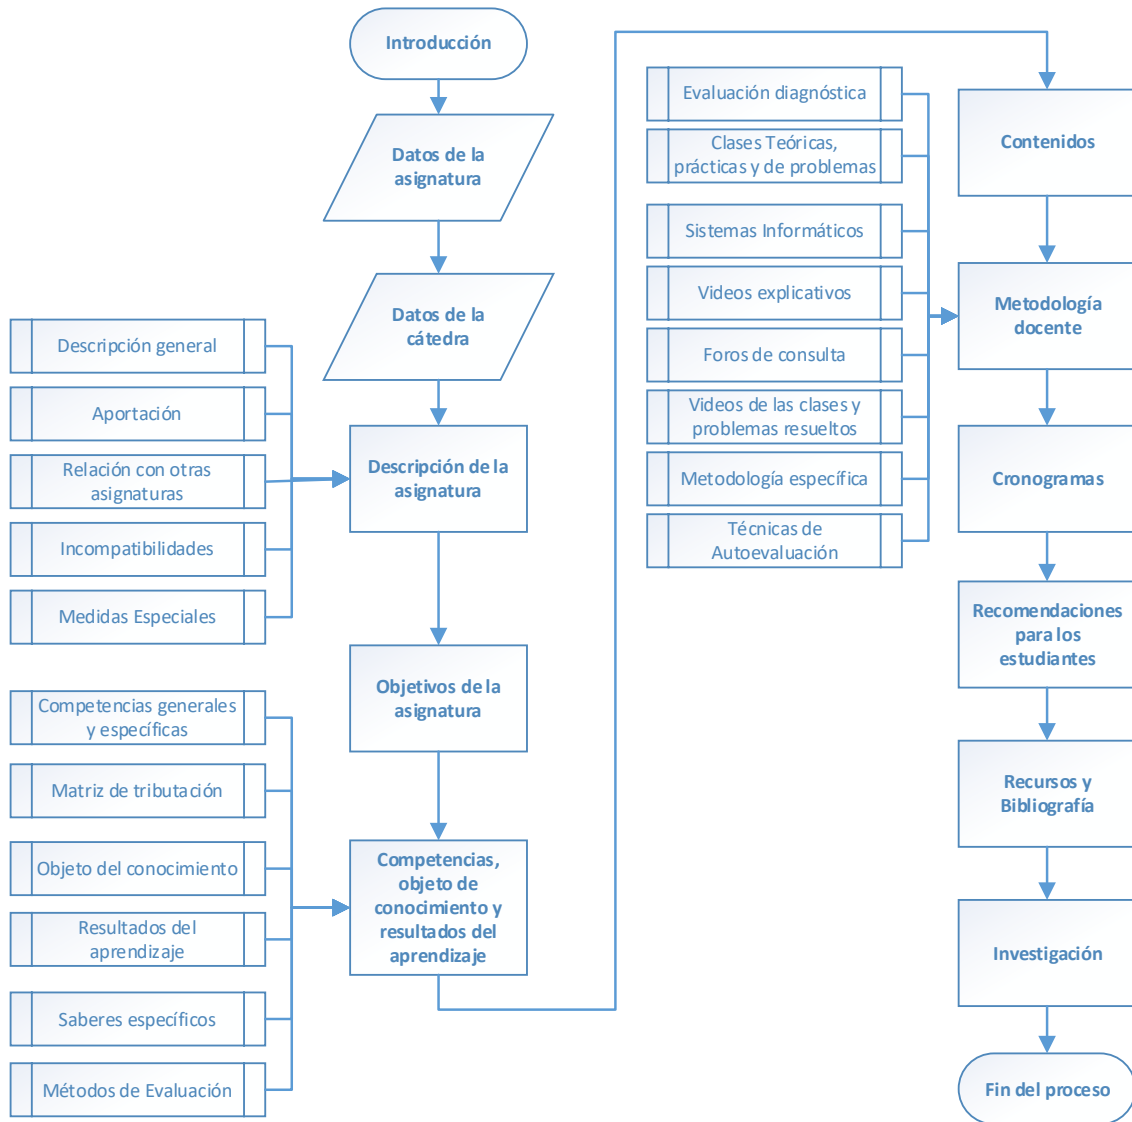 Introducción
Datos de la
asignatura
Datos de la
cátedra
Descripción general
Aportación
Relación con otras
asignaturas
Incompatibilidades
Medidas Especiales
Descripción de la
asignatura
Objetivos de la
asignatura
Competencias generales
y específicas
Matriz de tributación
Objeto del conocimiento
Resultados del
aprendizaje
Saberes específicos
Métodos de Evaluación
Competencias,
objeto de
conocimiento y
resultados del
aprendizaje
Contenidos
Evaluación diagnóstica
Clases Teóricas,
prácticas y de problemas
Sistemas Informáticos
Videos explicativos
Foros de consulta
Videos de las clases y
problemas resueltos
Metodología específica
Técnicas de
Autoevaluación
Metodología
docente
Cronogramas
Recomendaciones
para los
estudiantes
Recursos y
Bibliografía
Investigación
Fin del proceso